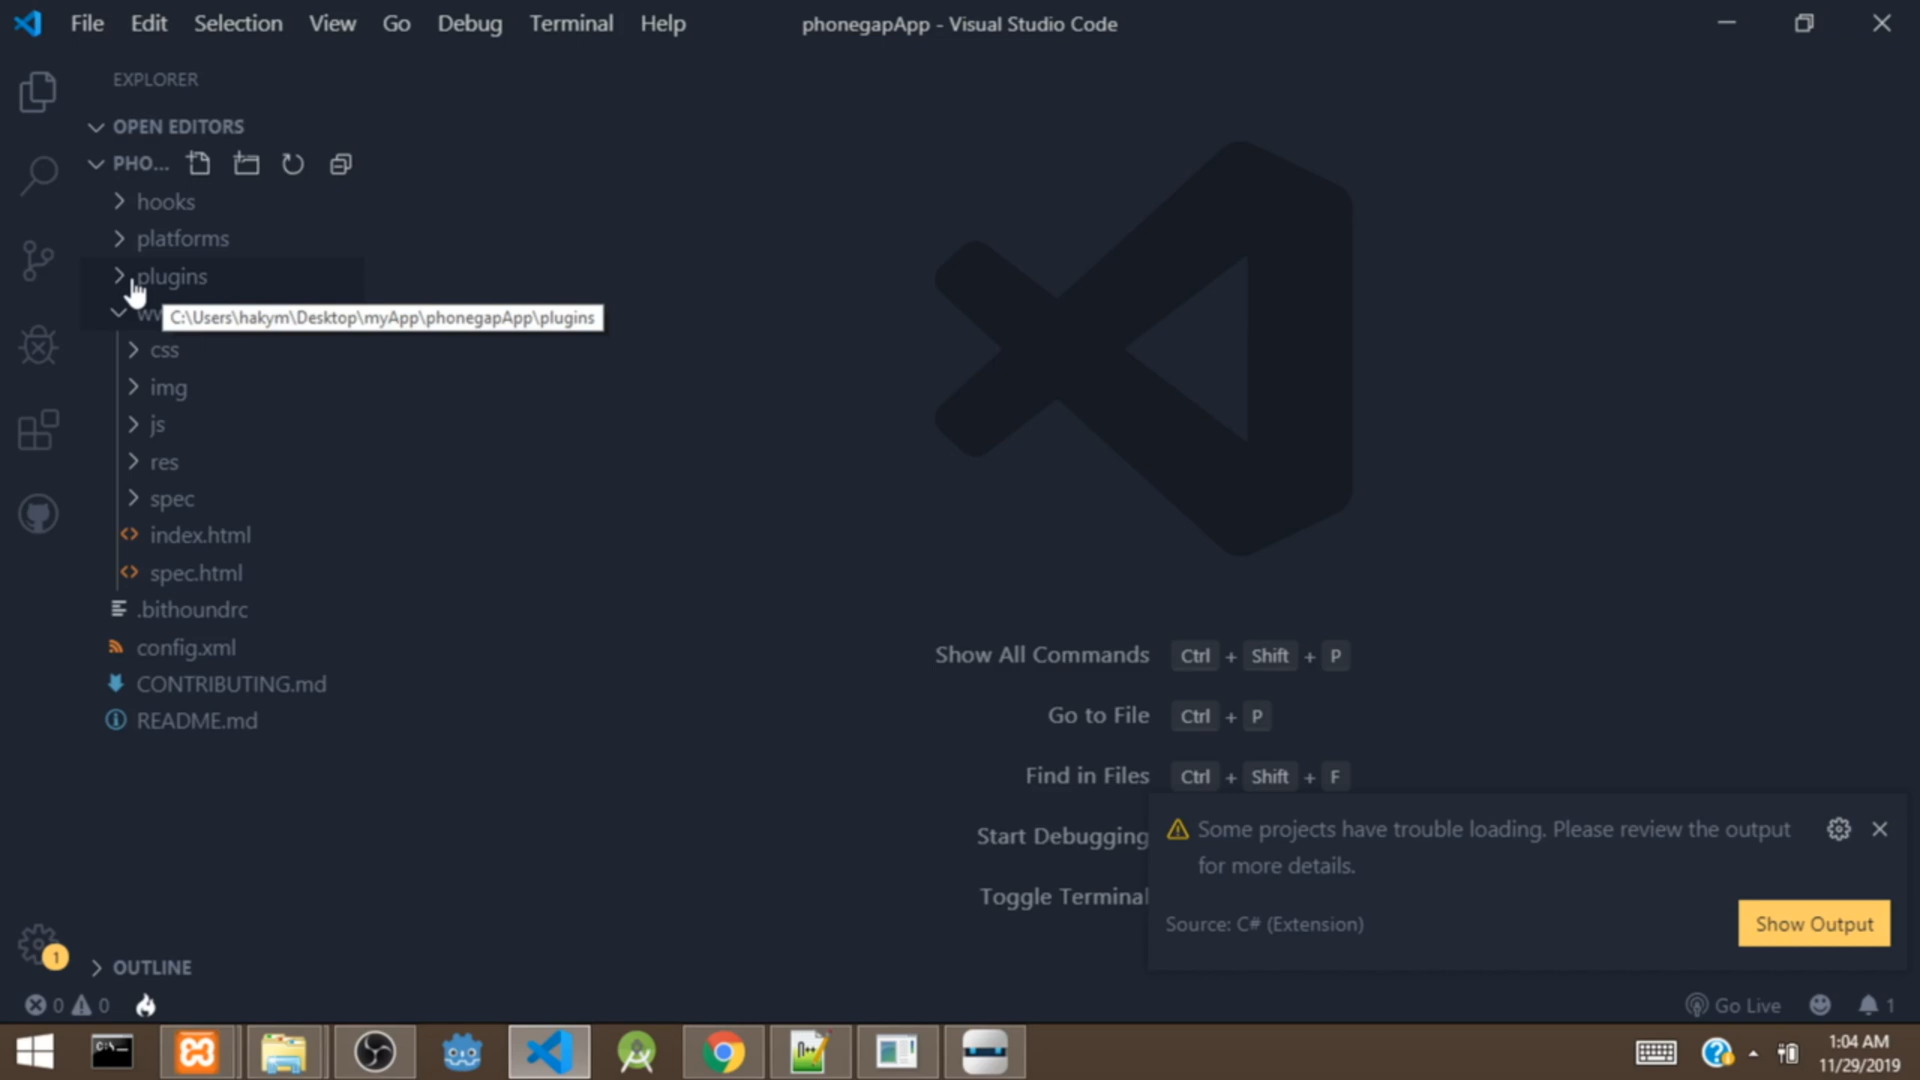 File Edit Selection View Go Debug Terminal Help
phonegapApp - Visual Studio Code
EXPLORER
OPEN EDITORS
PHO...
hooks
platforms
plugins
C:\Users\hakym\Desktop\myApp\phonegapApp\plugins
css
img
js
res
spec
index.html
spec.html
.bithoundrc
config.xml
CONTRIBUTING.md
README.md
OUTLINE
Show All Commands Ctrl + Shift + P
Go to File Ctrl + P
Find in Files Ctrl + Shift + F
Start Debugging
Toggle Terminal
Some projects have trouble loading. Please review the output
for more details.
Source: C# (Extension)
Show Output
1
0 0
Go Live 1
1:04 AM
11/29/2019